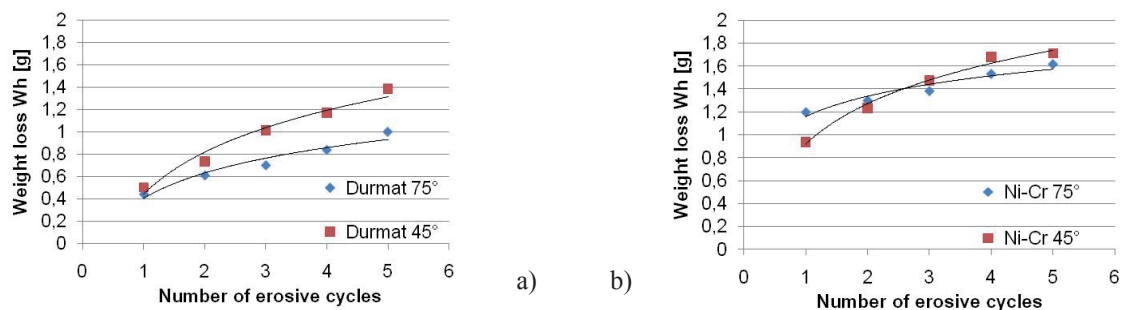 Weight loss Wh [g]
2
1,8
1,6
1,4
1,2
1
0,8
0,6
0,4
0,2
0
0 1 2 3 4 5 6
Number of erosive cycles
Durmat 75°
Durmat 45°
a)
b)
Weight loss Wh [g]
2
1,8
1,6
1,4
1,2
1
0,8
0,6
0,4
0,2
0
0 1 2 3 4 5 6
Number of erosive cycles
Ni-Cr 75°
Ni-Cr 45°